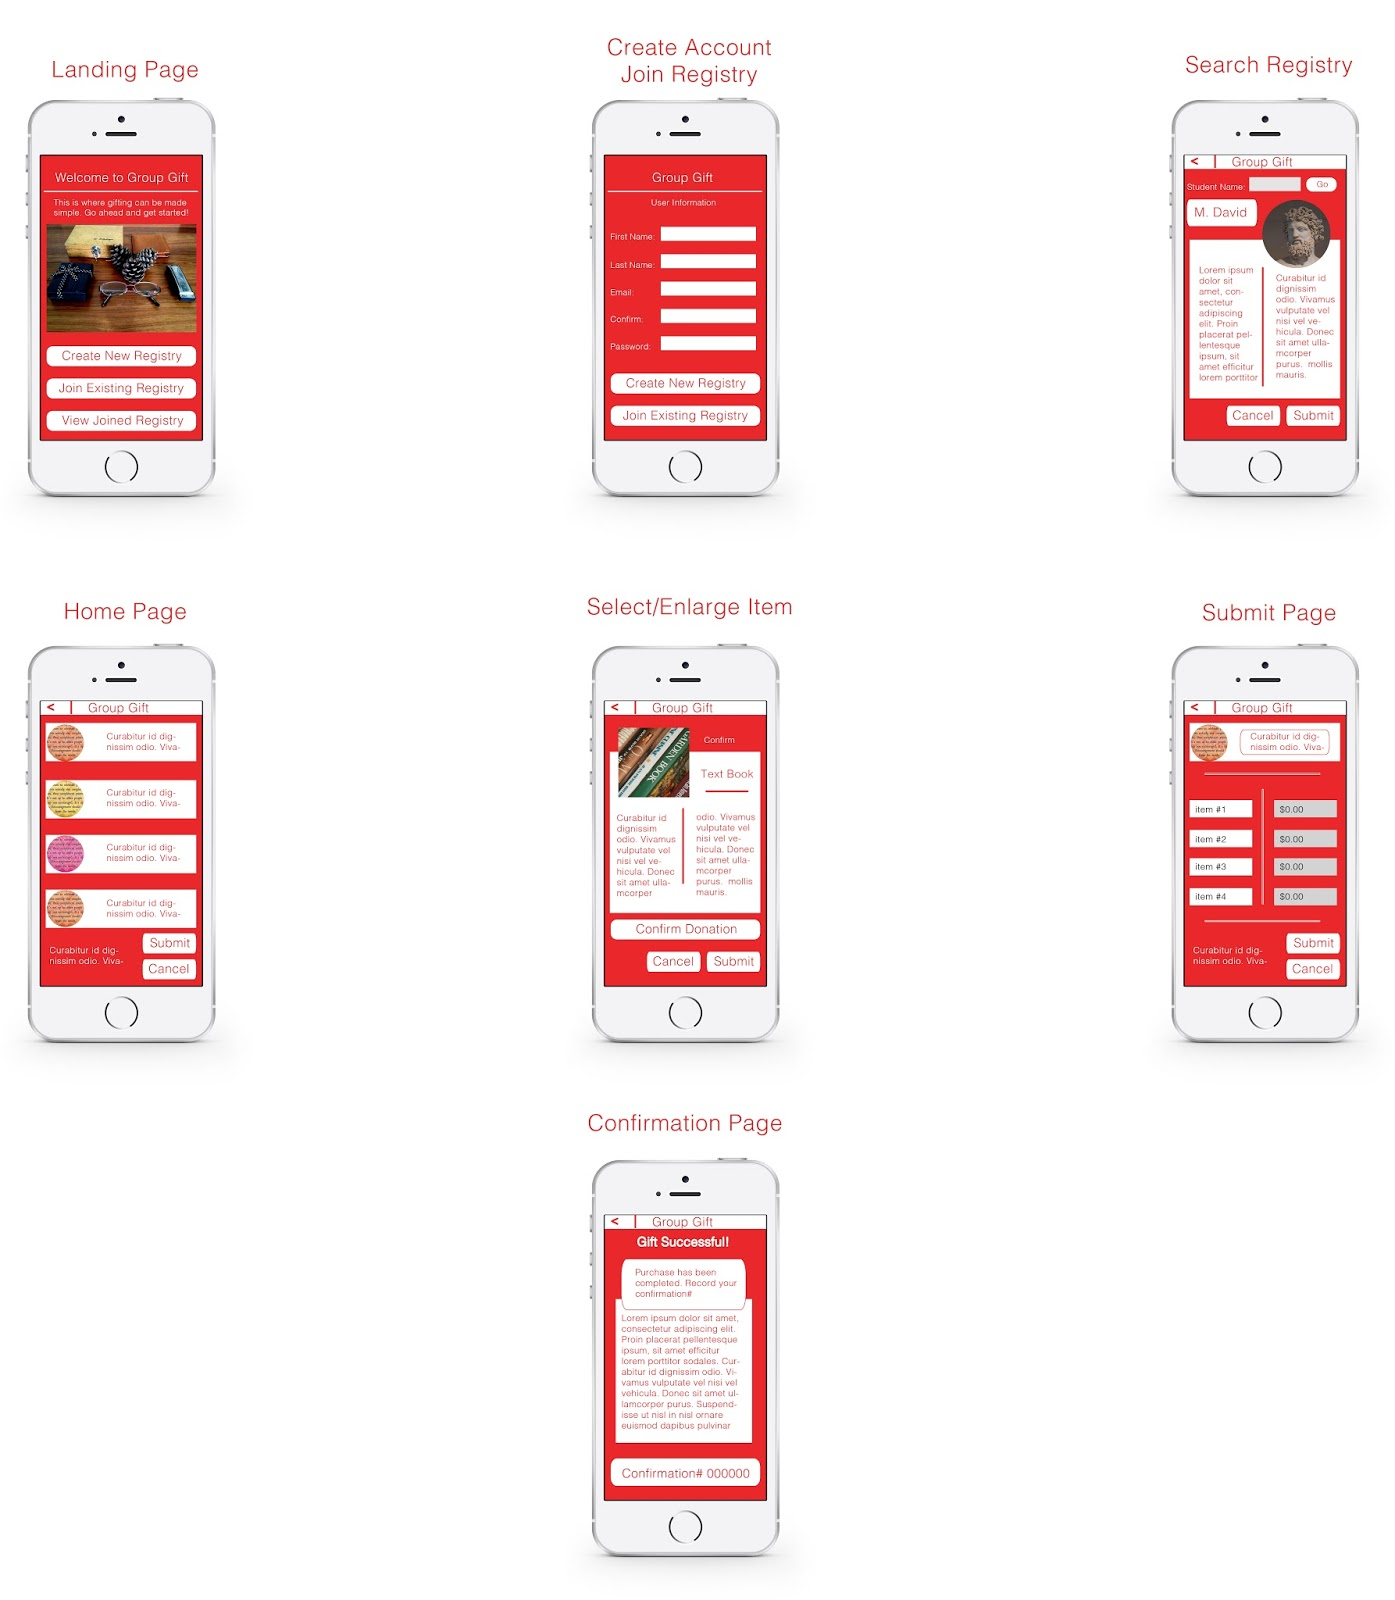 Landing Page
Welcome to Group Gift
This is where gifting can be made
simple. Go ahead and get started!
Create New Registry
Join Existing Registry
View Joined Registry
Create Account
Join Registry
Group Gift
User Information
First Name:
Last Name:
Email:
Confirm:
Password:
Create New Registry
Join Existing Registry
Search Registry
< | Group Gift
Student Name:
Go
M. David
Lorem ipsum
dolor sit
amet, con-
sectetur
adipiscing
elit. Proin
placerat pel-
lentesque
ipsum, sit
amet efficitur
lorem porttitor
Curabitur id
dignissim
odio. Vivamus
vulputate vel
nisi vel ve-
hicula. Donec
sit amet ulla-
mcorper
purus. mollis
mauris.
Cancel
Submit
Home Page
< | Group Gift
Curabitur id dig-
nissim odio. Viva-
Curabitur id dig-
nissim odio. Viva-
Curabitur id dig-
nissim odio. Viva-
Curabitur id dig-
nissim odio. Viva-
Curabitur id dig-
nissim odio. Viva-
Submit
Cancel
Select/Enlarge Item
< | Group Gift
GARDEN BOOK
Confirm
Text Book
Curabitur id
dignissim
odio. Vivamus
vulputate vel
nisi vel ve-
hicula. Donec
sit amet ulla-
mcorper
odio. Vivamus
vulputate vel
nisi vel ve-
hicula. Donec
sit amet ulla-
mcorper
purus. mollis
mauris.
Confirm Donation
Cancel
Submit
Submit Page
< | Group Gift
Curabitur id dig-
nissim odio. Viva-
item #1
$0.00
item #2
$0.00
item #3
$0.00
item #4
$0.00
Curabitur id dig-
nissim odio. Viva-
Submit
Cancel
Confirmation Page
< | Group Gift
Gift Successful!
Purchase has been
completed. Record your
confirmation#
Lorem ipsum dolor sit amet,
consectetur adipiscing elit.
Proin placerat pellentesque
ipsum, sit amet efficitur
lorem porttitor sodales. Cur-
abitur id dignissim odio. Vi-
vamus vulputate vel nisi vel
vehicula. Donec sit amet ul-
lamcorper purus. Suspend-
isse ut nisl in nisl ornare
euismod dapibus pulvinar
Confirmation# 000000